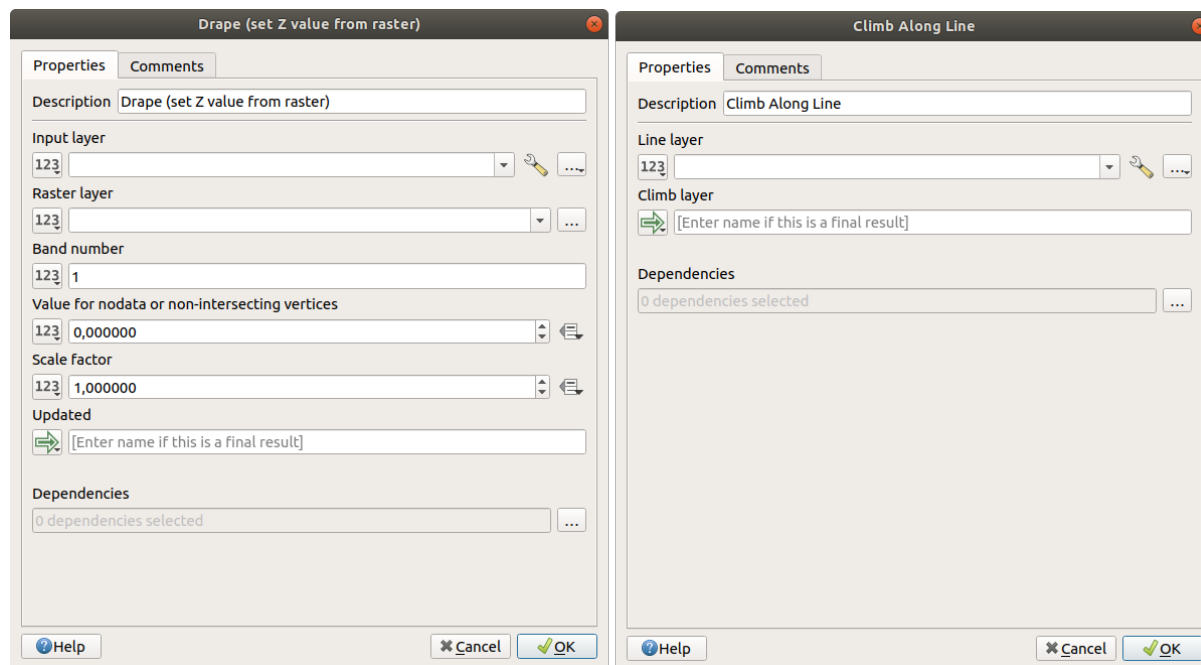 Drape (set Z value from raster)
Properties
Comments
Description Drape (set Z value from raster)
Input layer
123
...
Raster layer
123
...
Band number
123 1
Value for nodata or non-intersecting vertices
123 0,000000
Scale factor
123 1,000000
Updated
[Enter name if this is a final result]
Dependencies
0 dependencies selected
...
Help
Cancel
OK
Climb Along Line
Properties
Comments
Description Climb Along Line
Line layer
123
...
Climb layer
[Enter name if this is a final result]
Dependencies
0 dependencies selected
...
Help
Cancel
OK